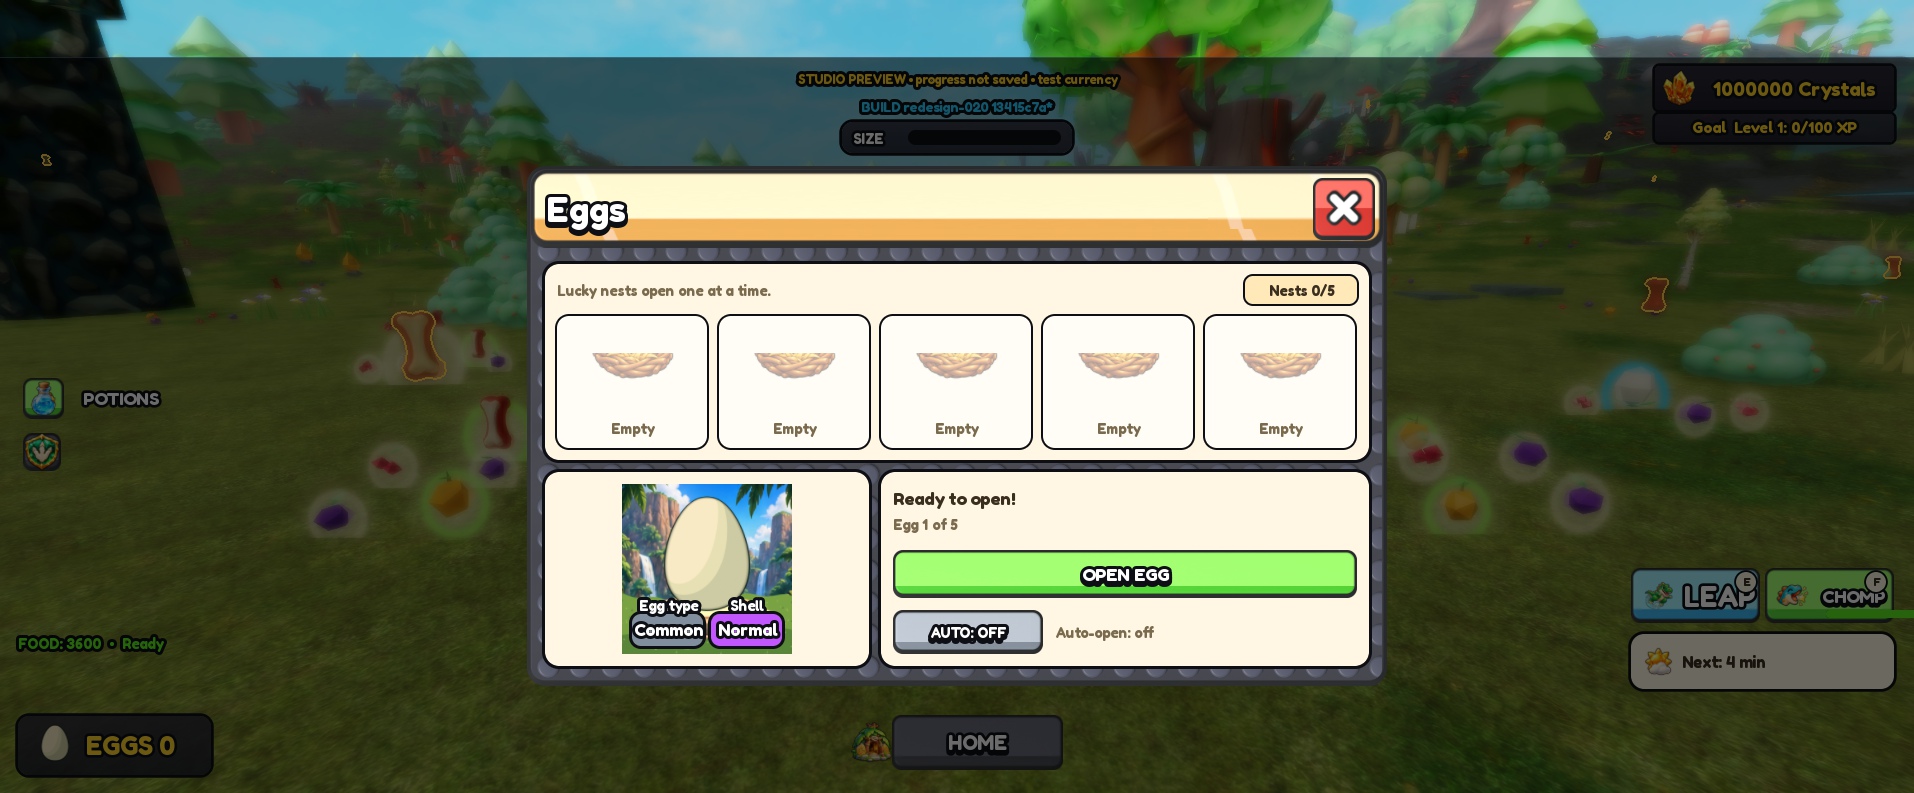 STUDIO PREVIEW • progress not saved • test currency
BUILD redesign-020 13415c7a*
SIZE
1000000 Crystals
Goal Level 1: 0/100 XP
Eggs
Lucky nests open one at a time.
Nests 0/5
Empty
Empty
Empty
Empty
Empty
POTIONS
Egg type
Shell
Common
Normal
Ready to open!
Egg 1 of 5
OPEN EGG
AUTO: OFF
Auto-open: off
E
LEAP
F
CHOMP
FOOD: 3600 • Ready
Next: 4 min
EGGS 0
HOME